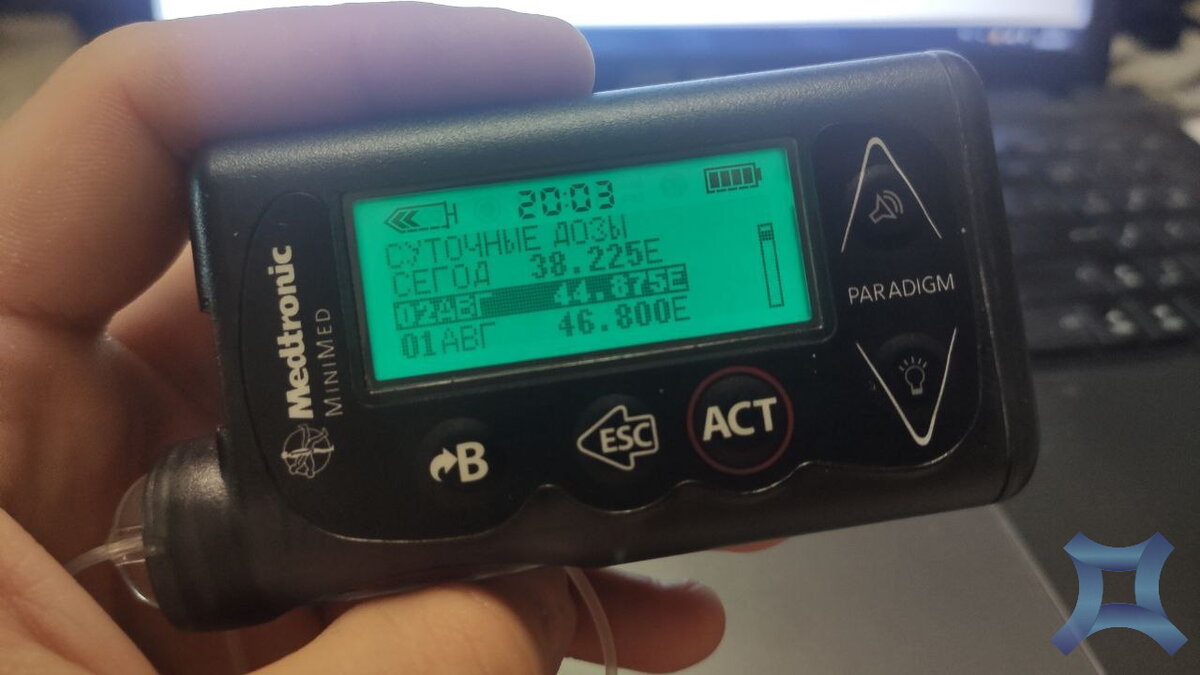 20:03
СУТОЧНЫЕ ДОЗЫ
СЕГОД 38.225Е
02АВГ 44.875Е
01АВГ 46.800Е
Medtronic
MINIMED
PARADIGM
B
ESC
ACT